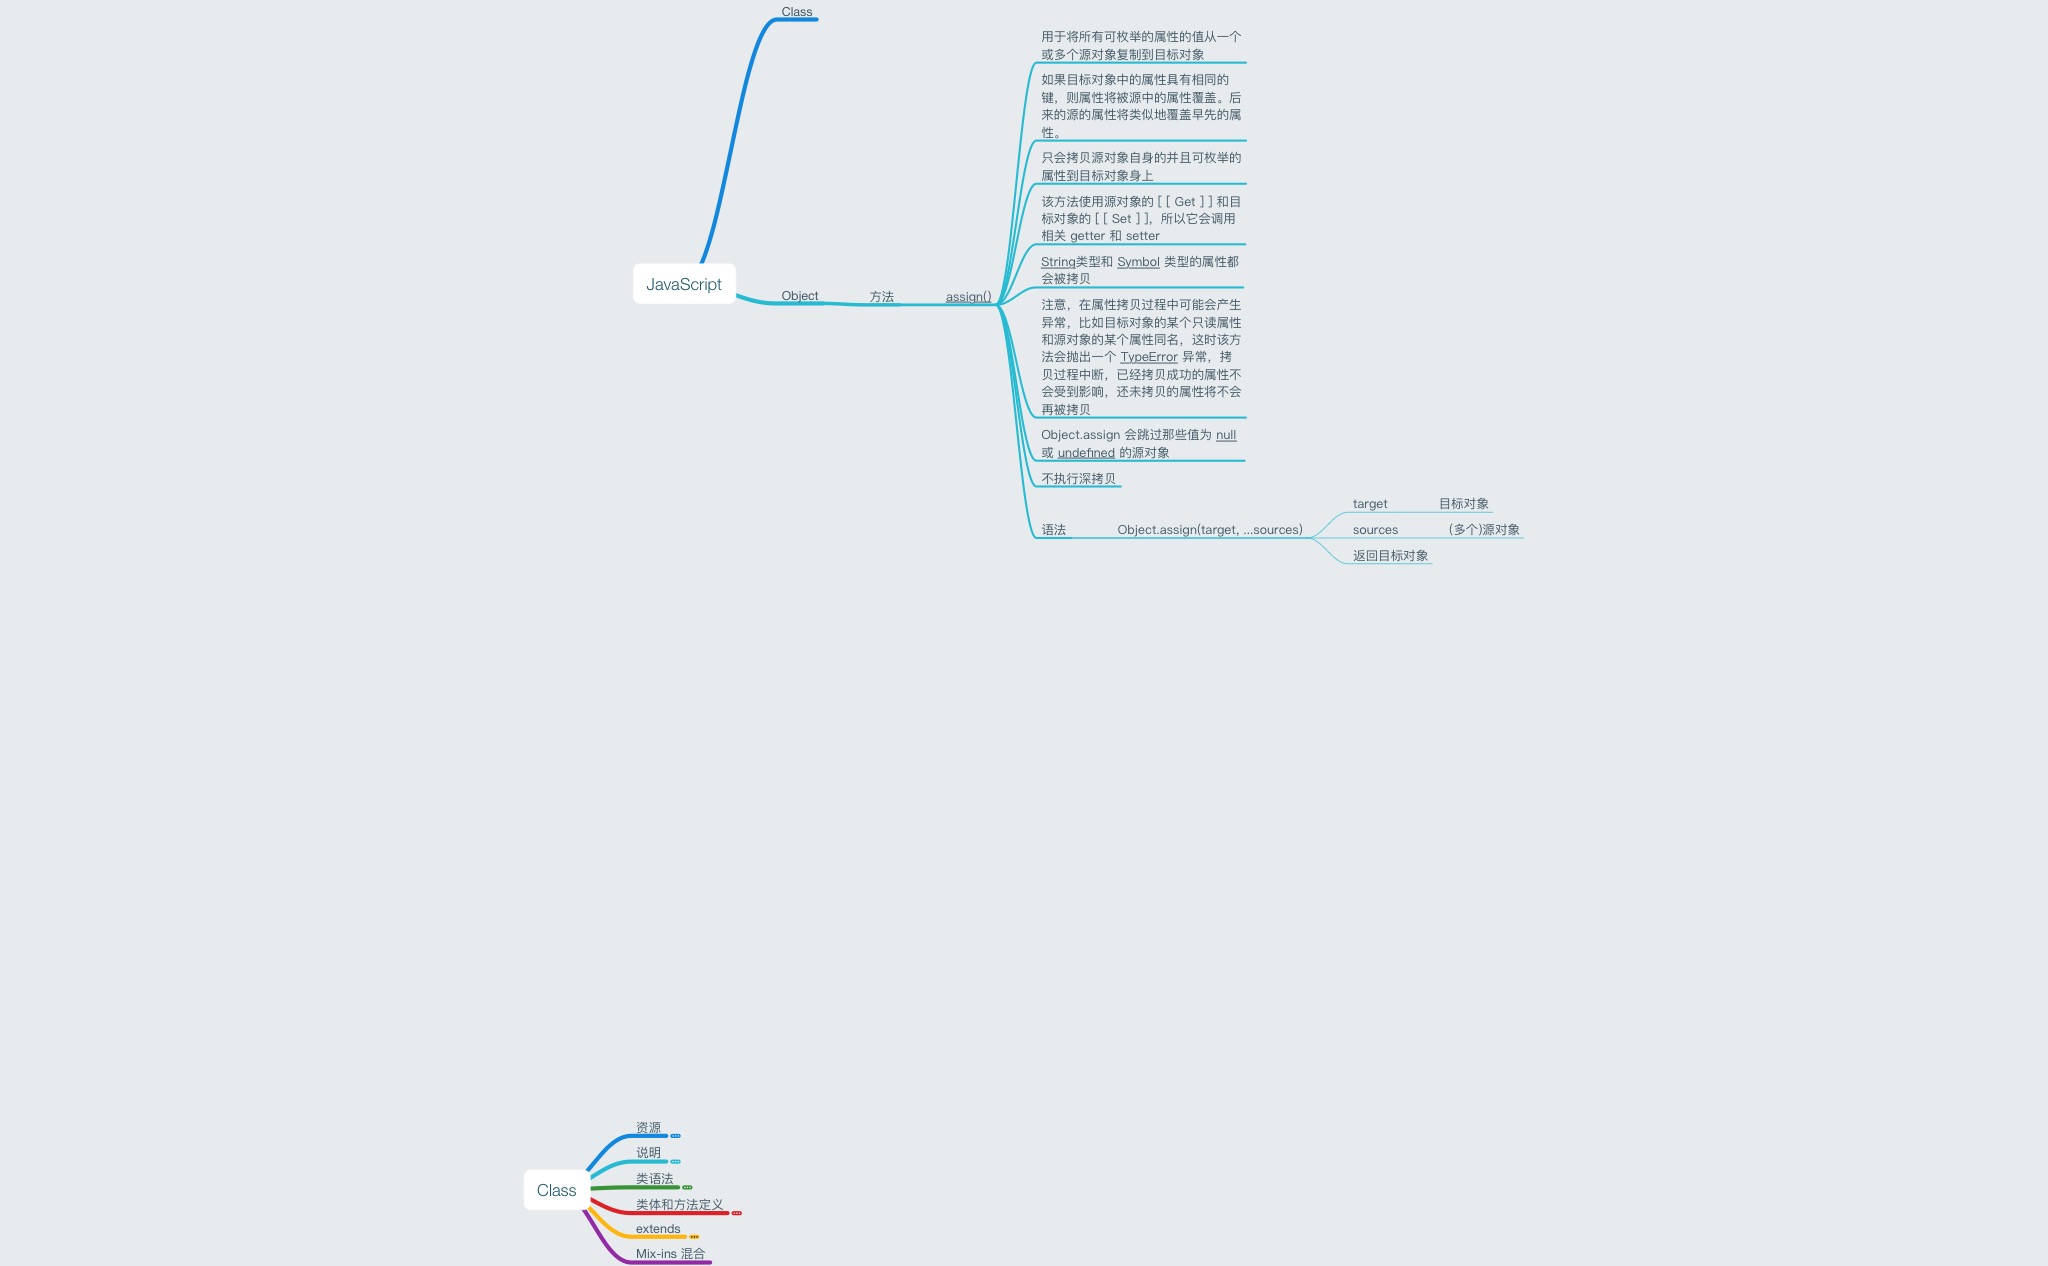 Class
用于将所有可枚举的属性的值从一个
或多个源对象复制到目标对象
如果目标对象中的属性具有相同的
键，则属性将被源中的属性覆盖。后
来的源的属性将类似地覆盖早先的属
性。
只会拷贝源对象自身的并且可枚举的
属性到目标对象身上
该方法使用源对象的 [ [ Get ] ] 和目
标对象的 [ [ Set ] ]，所以它会调用
相关 getter 和 setter
String类型和 Symbol 类型的属性都
会被拷贝
JavaScript
Object
方法
assign()
注意，在属性拷贝过程中可能会产生
异常，比如目标对象的某个只读属性
和源对象的某个属性同名，这时该方
法会抛出一个 TypeError 异常，拷
贝过程中断，已经拷贝成功的属性不
会受到影响，还未拷贝的属性将不会
再被拷贝
Object.assign 会跳过那些值为 null
或 undefined 的源对象
不执行深拷贝
语法
Object.assign(target, ...sources)
target
目标对象
sources
(多个)源对象
返回目标对象
Class
资源
说明
类语法
类体和方法定义
extends
Mix-ins 混合